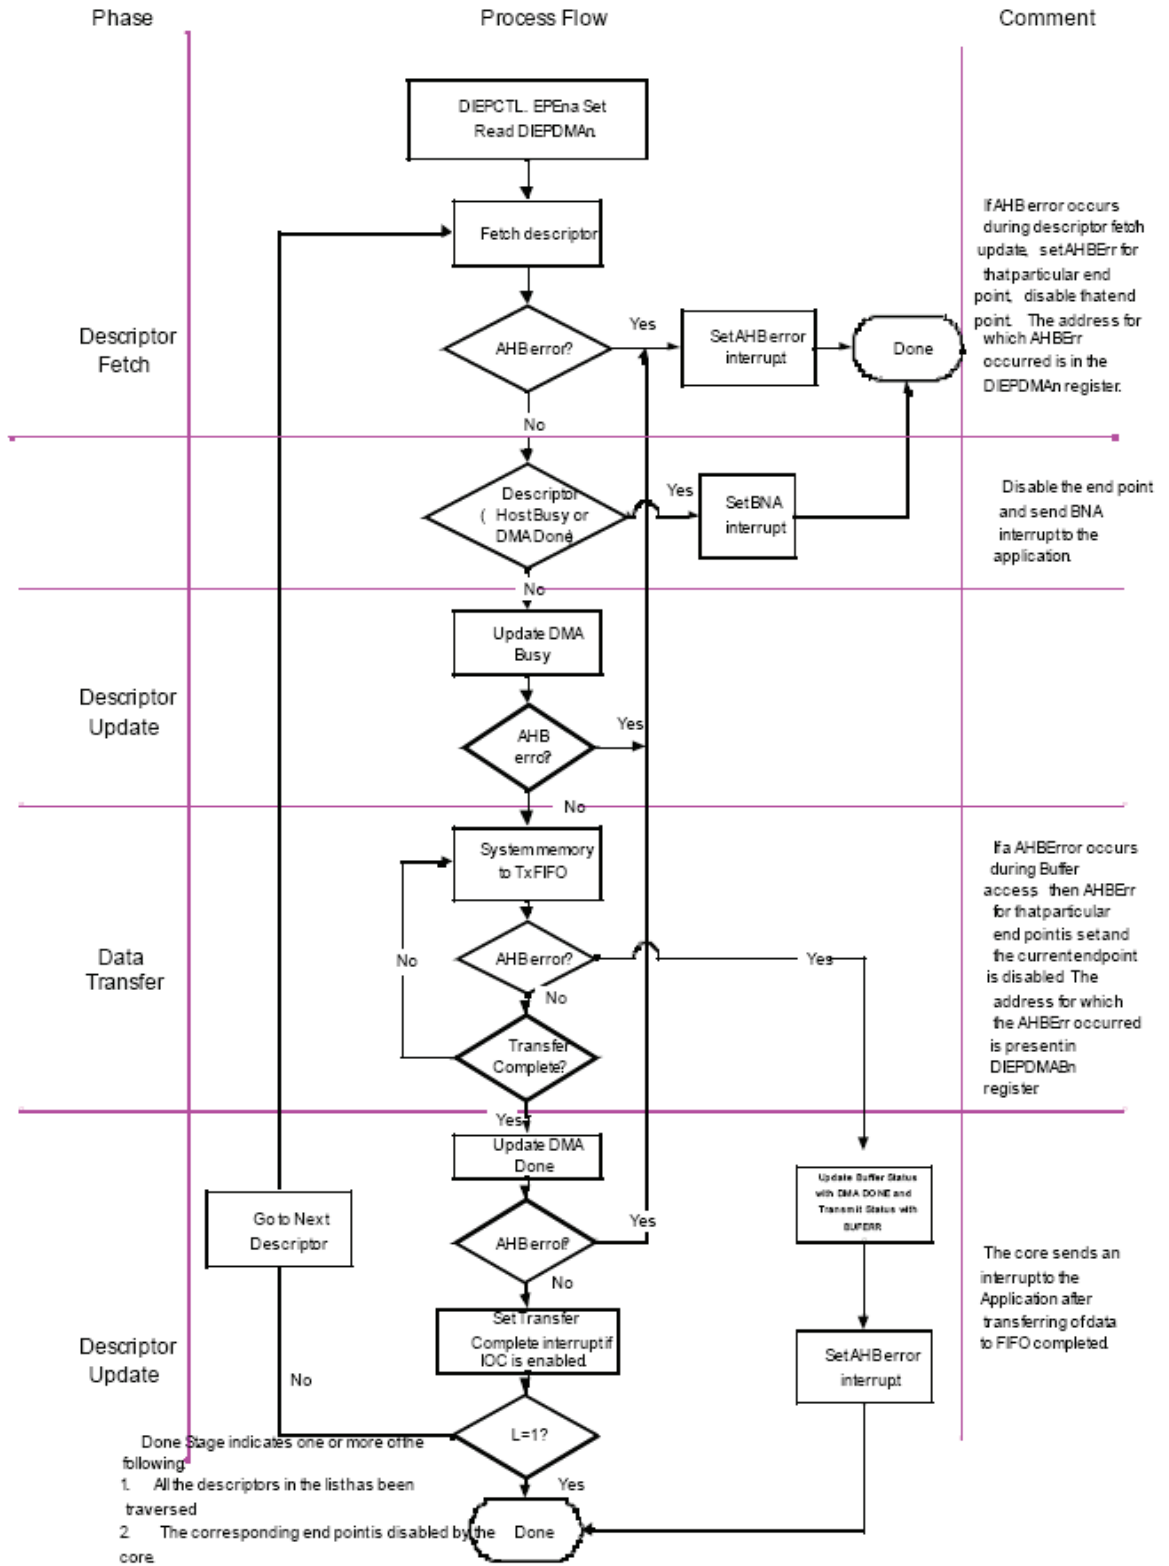 Phase
Process Flow
Comment
DIEPCTL. EPEna Set
Read DIEPDMAn.
Fetch descriptor
If AHB error occurs
during descriptor fetch
update, set AHBErr for
that particular end
point, disable that end
point. The address for
which AHBErr
occurred is in the
DIEPDMAn register.
Descriptor
Fetch
AHB error?
Yes
Set AHB error
interrupt
Done
No
Descriptor
( Host Busy or
DMA Done)
Yes
Set BNA
interrupt
Disable the end point
and send BNA
interrupt to the
application.
No
Update DMA
Busy
Descriptor
Update
AHB
error?
Yes
No
System memory
to TxFIFO
If a AHBError occurs
during Buffer
access, then AHBErr
for that particular
end point is set and
the current endpoint
is disabled. The
address for which
the AHBErr occurred
is present in
DIEPDMABn
register
Data
Transfer
No
AHB error?
Yes
No
Transfer
Complete?
Yes
Update DMA
Done
Update Buffer Status
with DMA DONE and
Transmit Status with
BUFERR
Go to Next
Descriptor
AHB error?
Yes
No
The core sends an
interrupt to the
Application after
transferring of data
to FIFO completed.
Set Transfer
Complete interrupt if
IOC is enabled.
Descriptor
Update
Set AHB error
interrupt
No
L=1?
Yes
Done Stage indicates one or more of the
following:
1. All the descriptors in the list has been
traversed
2. The corresponding end point is disabled by the
core.
Done